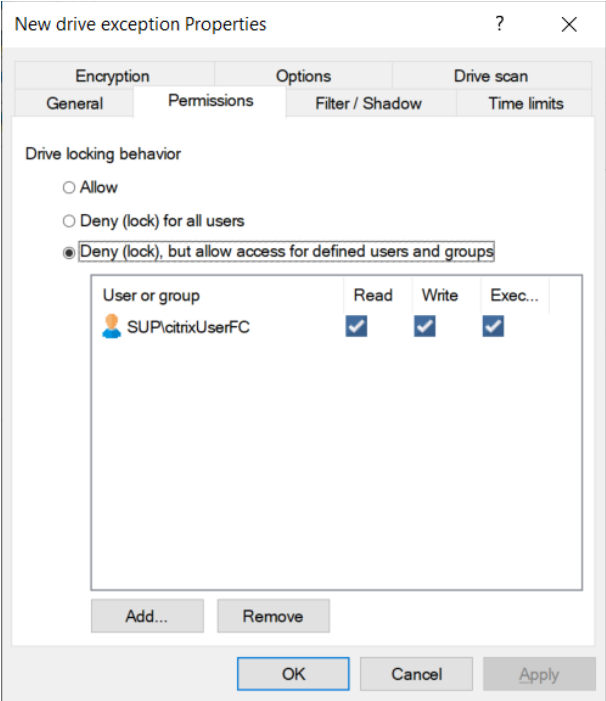 New drive exception Properties
?
Encryption Options Drive scan
General Permissions Filter / Shadow Time limits
Drive locking behavior
Allow
Deny (lock) for all users
Deny (lock), but allow access for defined users and groups
User or group Read Write Exec...
SUP\citrixUserFC
Add... Remove
OK Cancel Apply